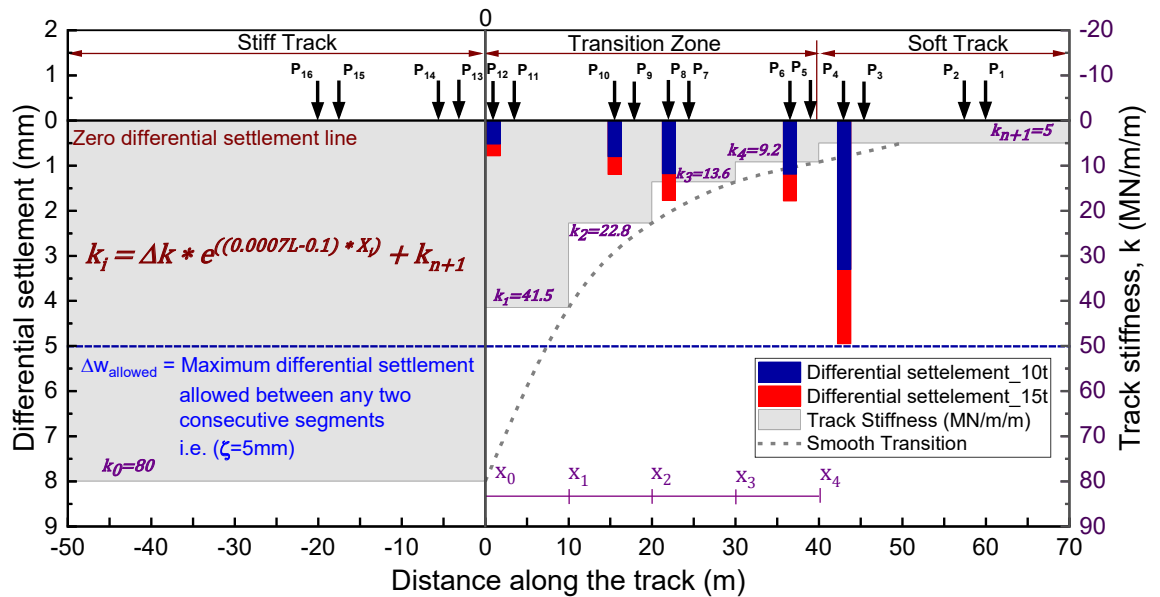 0
Stiff Track
Transition Zone
Soft Track
P16 P15 P14 P13 P12 P11 P10 P9 P8 P7 P6 P5 P4 P3 P2 P1
Zero differential settlement line
kn+1=5
k4=9.2
k3=13.6
k2=22.8
ki = Δk * e((0.0007L-0.1) * Xi) + kn+1
k1=41.5
Δwallowed = Maximum differential settlement
allowed between any two
consecutive segments
i.e. (ζ=5mm)
k0=80
Differential settelement_10t
Differential settelement_15t
Track Stiffness (MN/m/m)
Smooth Transition
x0 x1 x2 x3 x4
2
1
0
1
2
3
4
5
6
7
8
9
Differential settlement (mm)
-20
-10
0
10
20
30
40
50
60
70
80
90
Track stiffness, k (MN/m/m)
-50 -40 -30 -20 -10 0 10 20 30 40 50 60 70
Distance along the track (m)